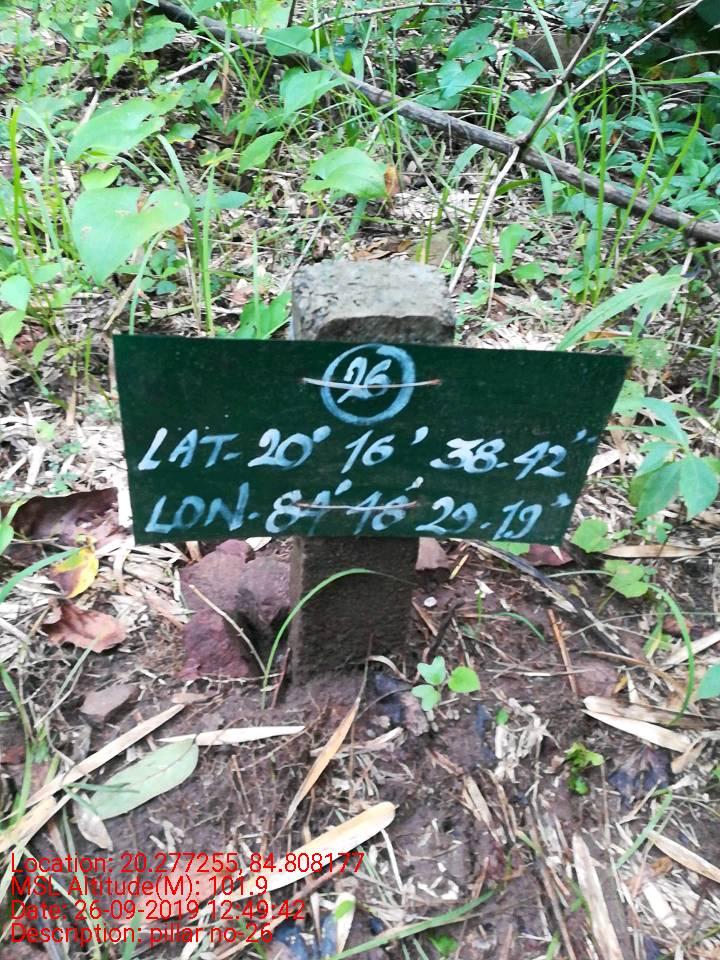 26
LAT- 20° 16' 38-42"
LON- 84° 48' 29-19"
Location: 20.277255, 84.808177
MSL Altitude(M): 101.9
Date: 26-09-2019 12:49:42
Description: pillar no-26